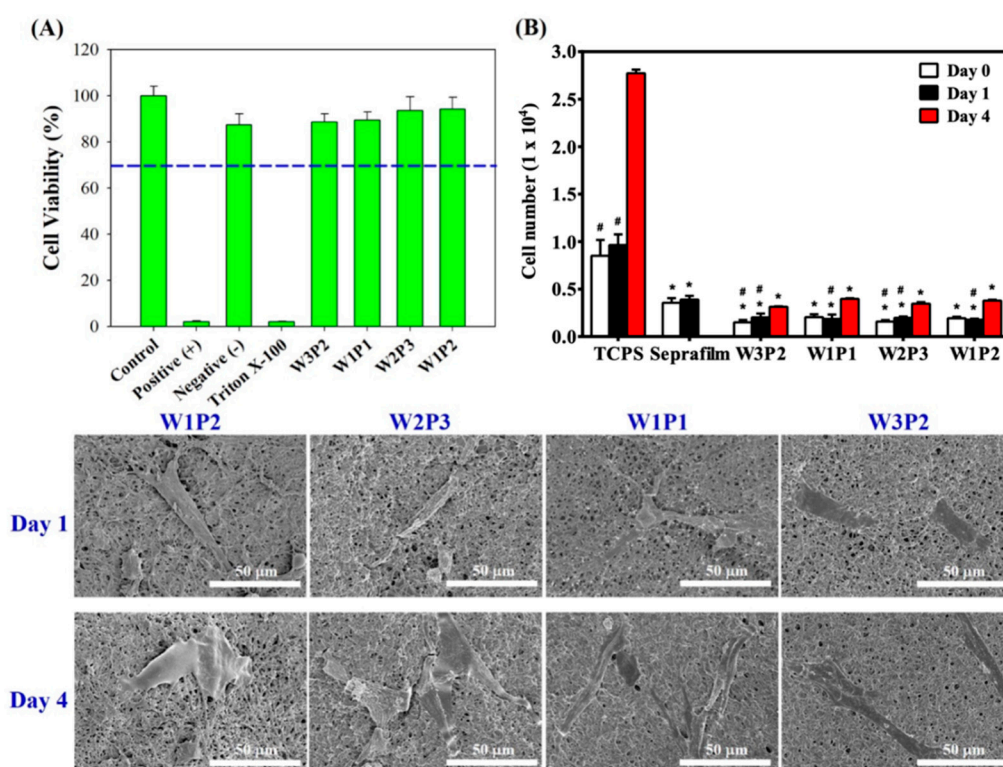 (A)
Cell Viability (%)
120
100
80
60
40
20
0
Control
Positive (+)
Negative (-)
Triton X-100
W3P2
W1P1
W2P3
W1P2
(B)
Cell number (1 x 10⁴)
3.0
2.5
2.0
1.5
1.0
0.5
0.0
Day 0
Day 1
Day 4
# #
* *
# #
* * *
#
* * *
# #
* * *
#
* * *
TCPS Seprafilm W3P2 W1P1 W2P3 W1P2
W1P2 W2P3 W1P1 W3P2
Day 1
50 µm 50 µm 50 µm 50 µm
Day 4
50 µm 50 µm 50 µm 50 µm